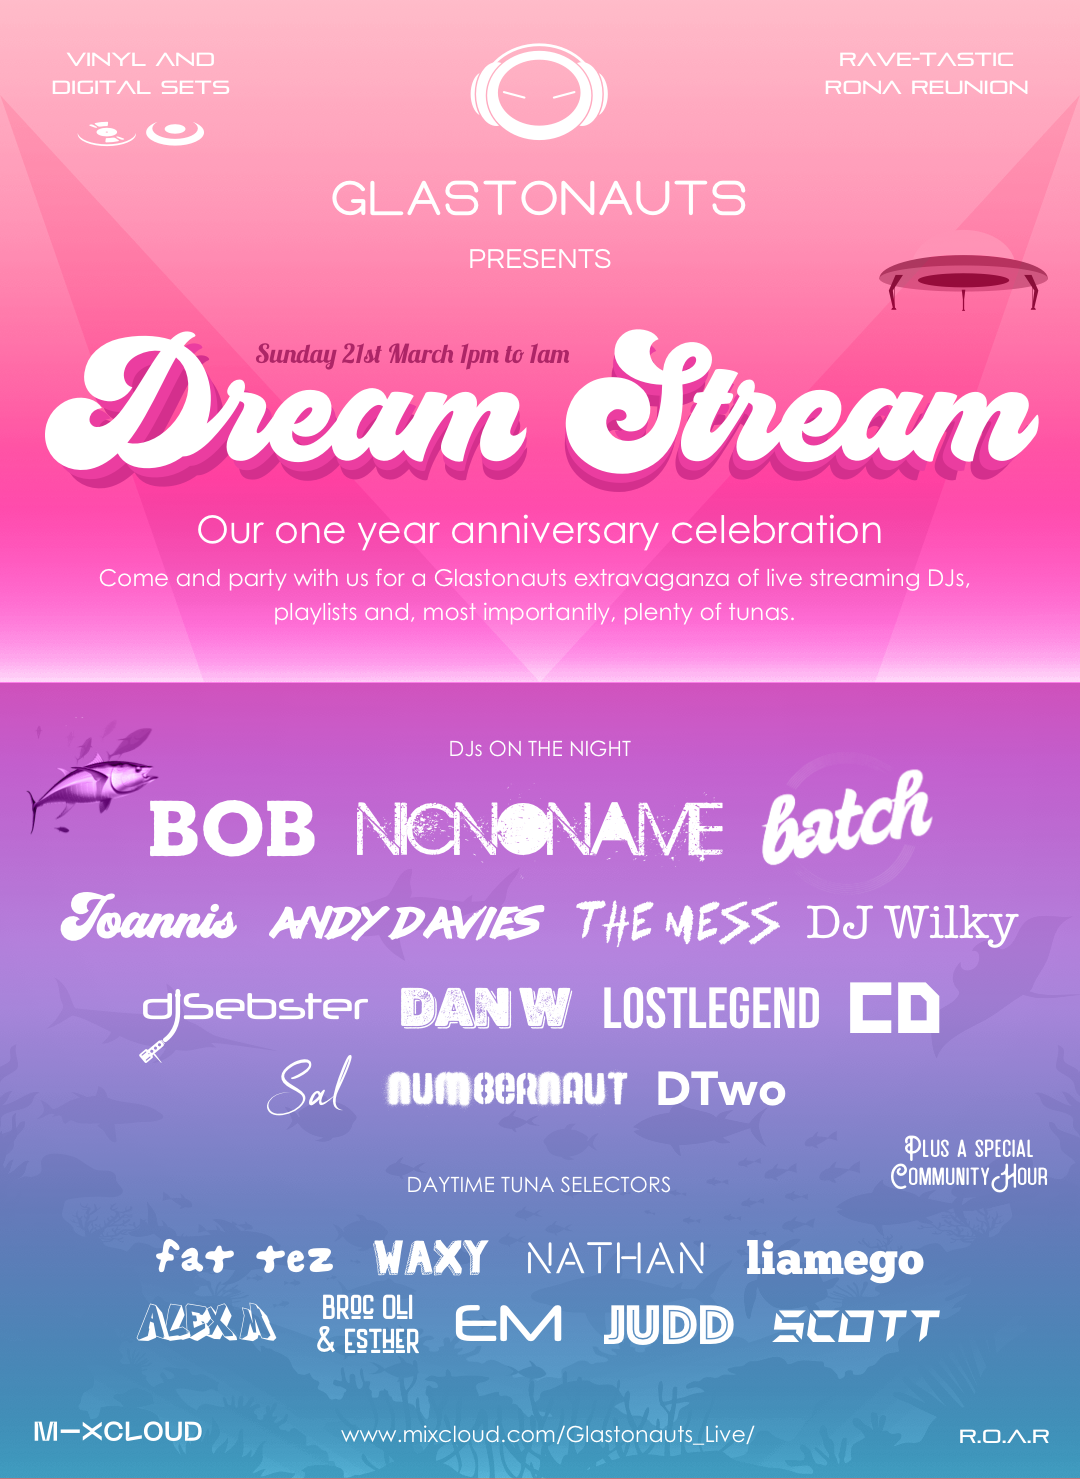 VINYL AND
DIGITAL SETS
RAVE-TASTIC
RONA REUNION
GLASTONAUTS
PRESENTS
Sunday 21st March 1pm to 1am
Dream Stream
Our one year anniversary celebration
Come and party with us for a Glastonauts extravaganza of live streaming DJs,
playlists and, most importantly, plenty of tunas.
DJs ON THE NIGHT
BOB NICNONAME batch
Ioannis ANDY DAVIES THE MESS DJ Wilky
djSebster DAN W LOSTLEGEND CD
Sal NUMBERNAUT DTwo
PLUS A SPECIAL
COMMUNITY HOUR
DAYTIME TUNA SELECTORS
fat tez WAXY NATHAN liamego
ALEX M BROC OLI & ESTHER EM JUDD SCOTT
MIXCLOUD
www.mixcloud.com/Glastonauts_Live/
R.O.A.R